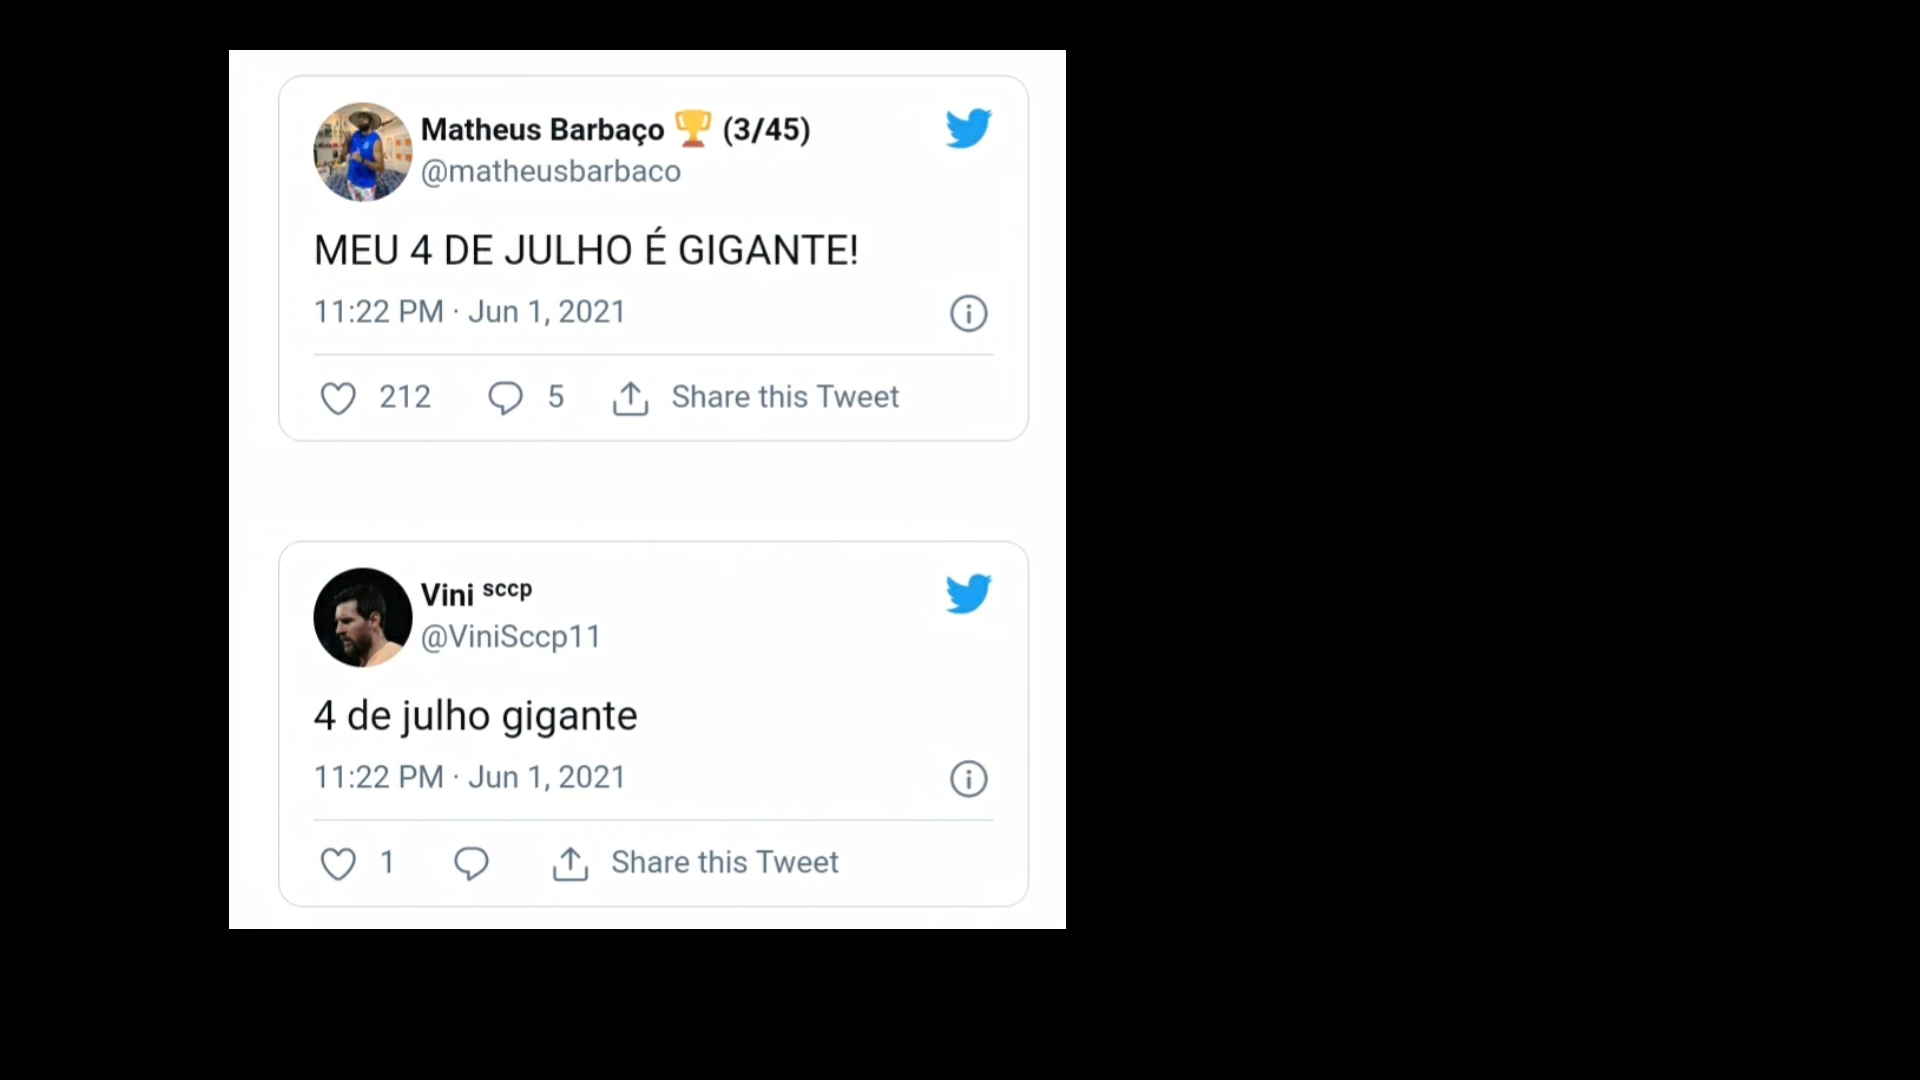 Matheus Barbaço 🏆 (3/45)
@matheusbarbaco
MEU 4 DE JULHO É GIGANTE!
11:22 PM · Jun 1, 2021
212 5 Share this Tweet
Vini ˢᶜᶜᵖ
@ViniSccp11
4 de julho gigante
11:22 PM · Jun 1, 2021
1 Share this Tweet